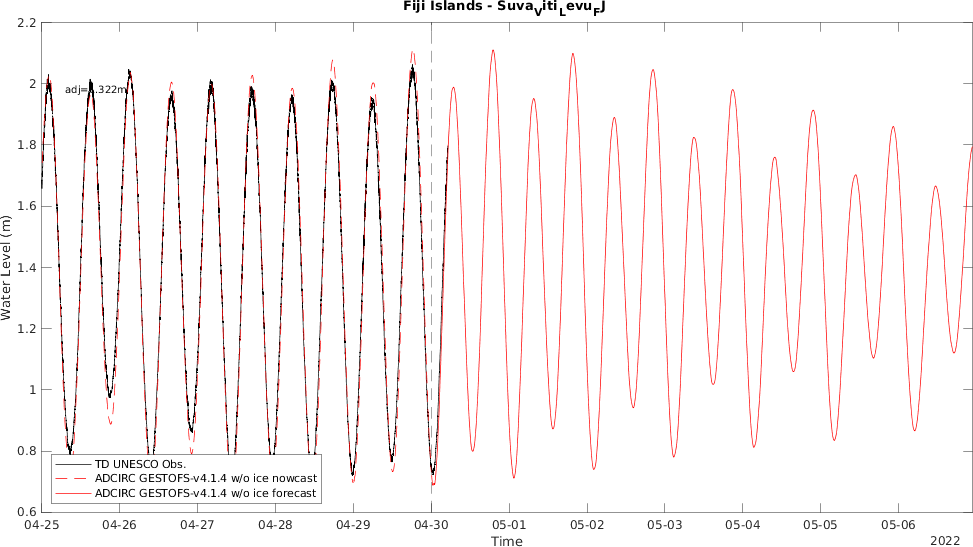 Fiji Islands - SuvaVitiLevuFJ
2.2
2
1.8
1.6
1.4
1.2
1
0.8
0.6
Water Level (m)
.322m
TD UNESCO Obs.
ADCIRC GESTOFS-v4.1.4 w/o ice nowcast
ADCIRC GESTOFS-v4.1.4 w/o ice forecast
04-25 04-26 04-27 04-28 04-29 04-30 05-01 05-02 05-03 05-04 05-05 05-06
Time
2022